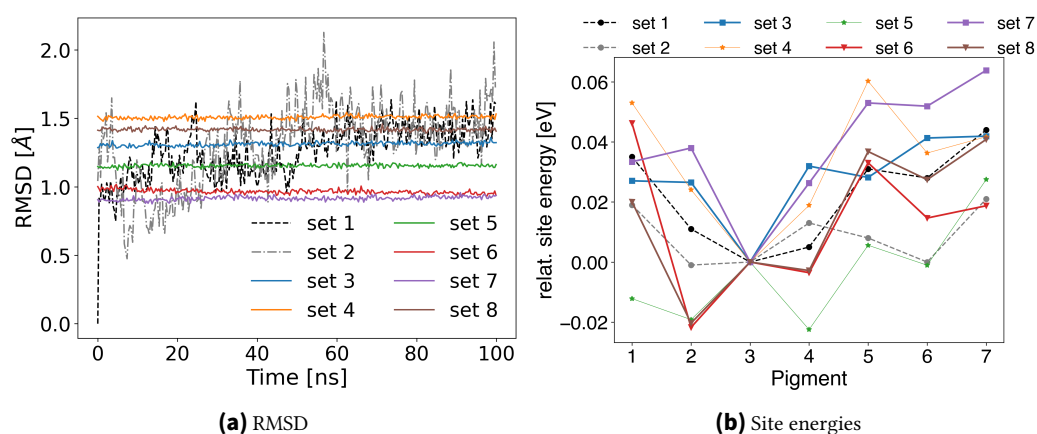 2.0
1.5
1.0
0.5
0.0
RMSD [Å]
0 20 40 60 80 100
Time [ns]
set 1 set 5
set 2 set 6
set 3 set 7
set 4 set 8
(a) RMSD
set 1 set 3 set 5 set 7
set 2 set 4 set 6 set 8
0.06
0.04
0.02
0.00
−0.02
relat. site energy [eV]
1 2 3 4 5 6 7
Pigment
(b) Site energies